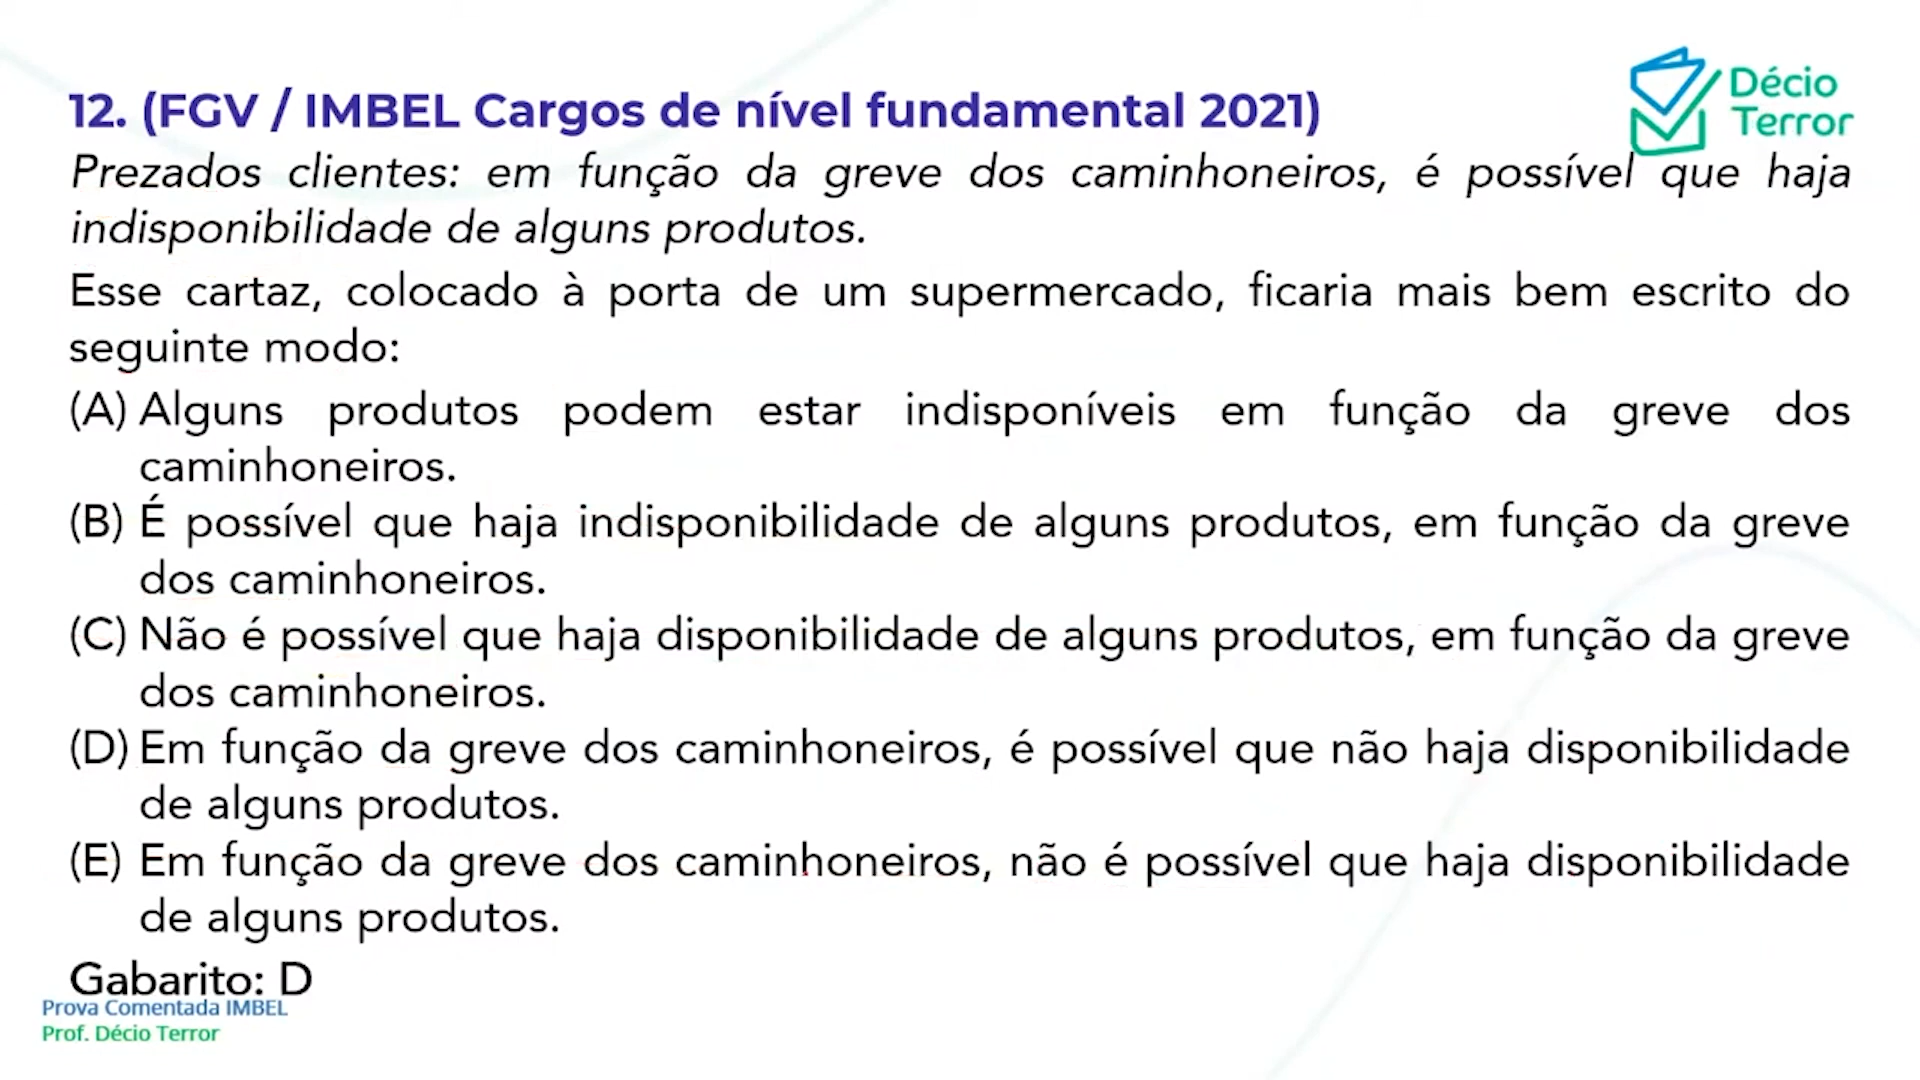 12. (FGV / IMBEL Cargos de nível fundamental 2021)
Décio
Terror
Prezados clientes: em função da greve dos caminhoneiros, é possível que haja
indisponibilidade de alguns produtos.
Esse cartaz, colocado à porta de um supermercado, ficaria mais bem escrito do
seguinte modo:
(A) Alguns produtos podem estar indisponíveis em função da greve dos
caminhoneiros.
(B) É possível que haja indisponibilidade de alguns produtos, em função da greve
dos caminhoneiros.
(C) Não é possível que haja disponibilidade de alguns produtos, em função da greve
dos caminhoneiros.
(D) Em função da greve dos caminhoneiros, é possível que não haja disponibilidade
de alguns produtos.
(E) Em função da greve dos caminhoneiros, não é possível que haja disponibilidade
de alguns produtos.
Gabarito: D
Prova Comentada IMBEL
Prof. Décio Terror